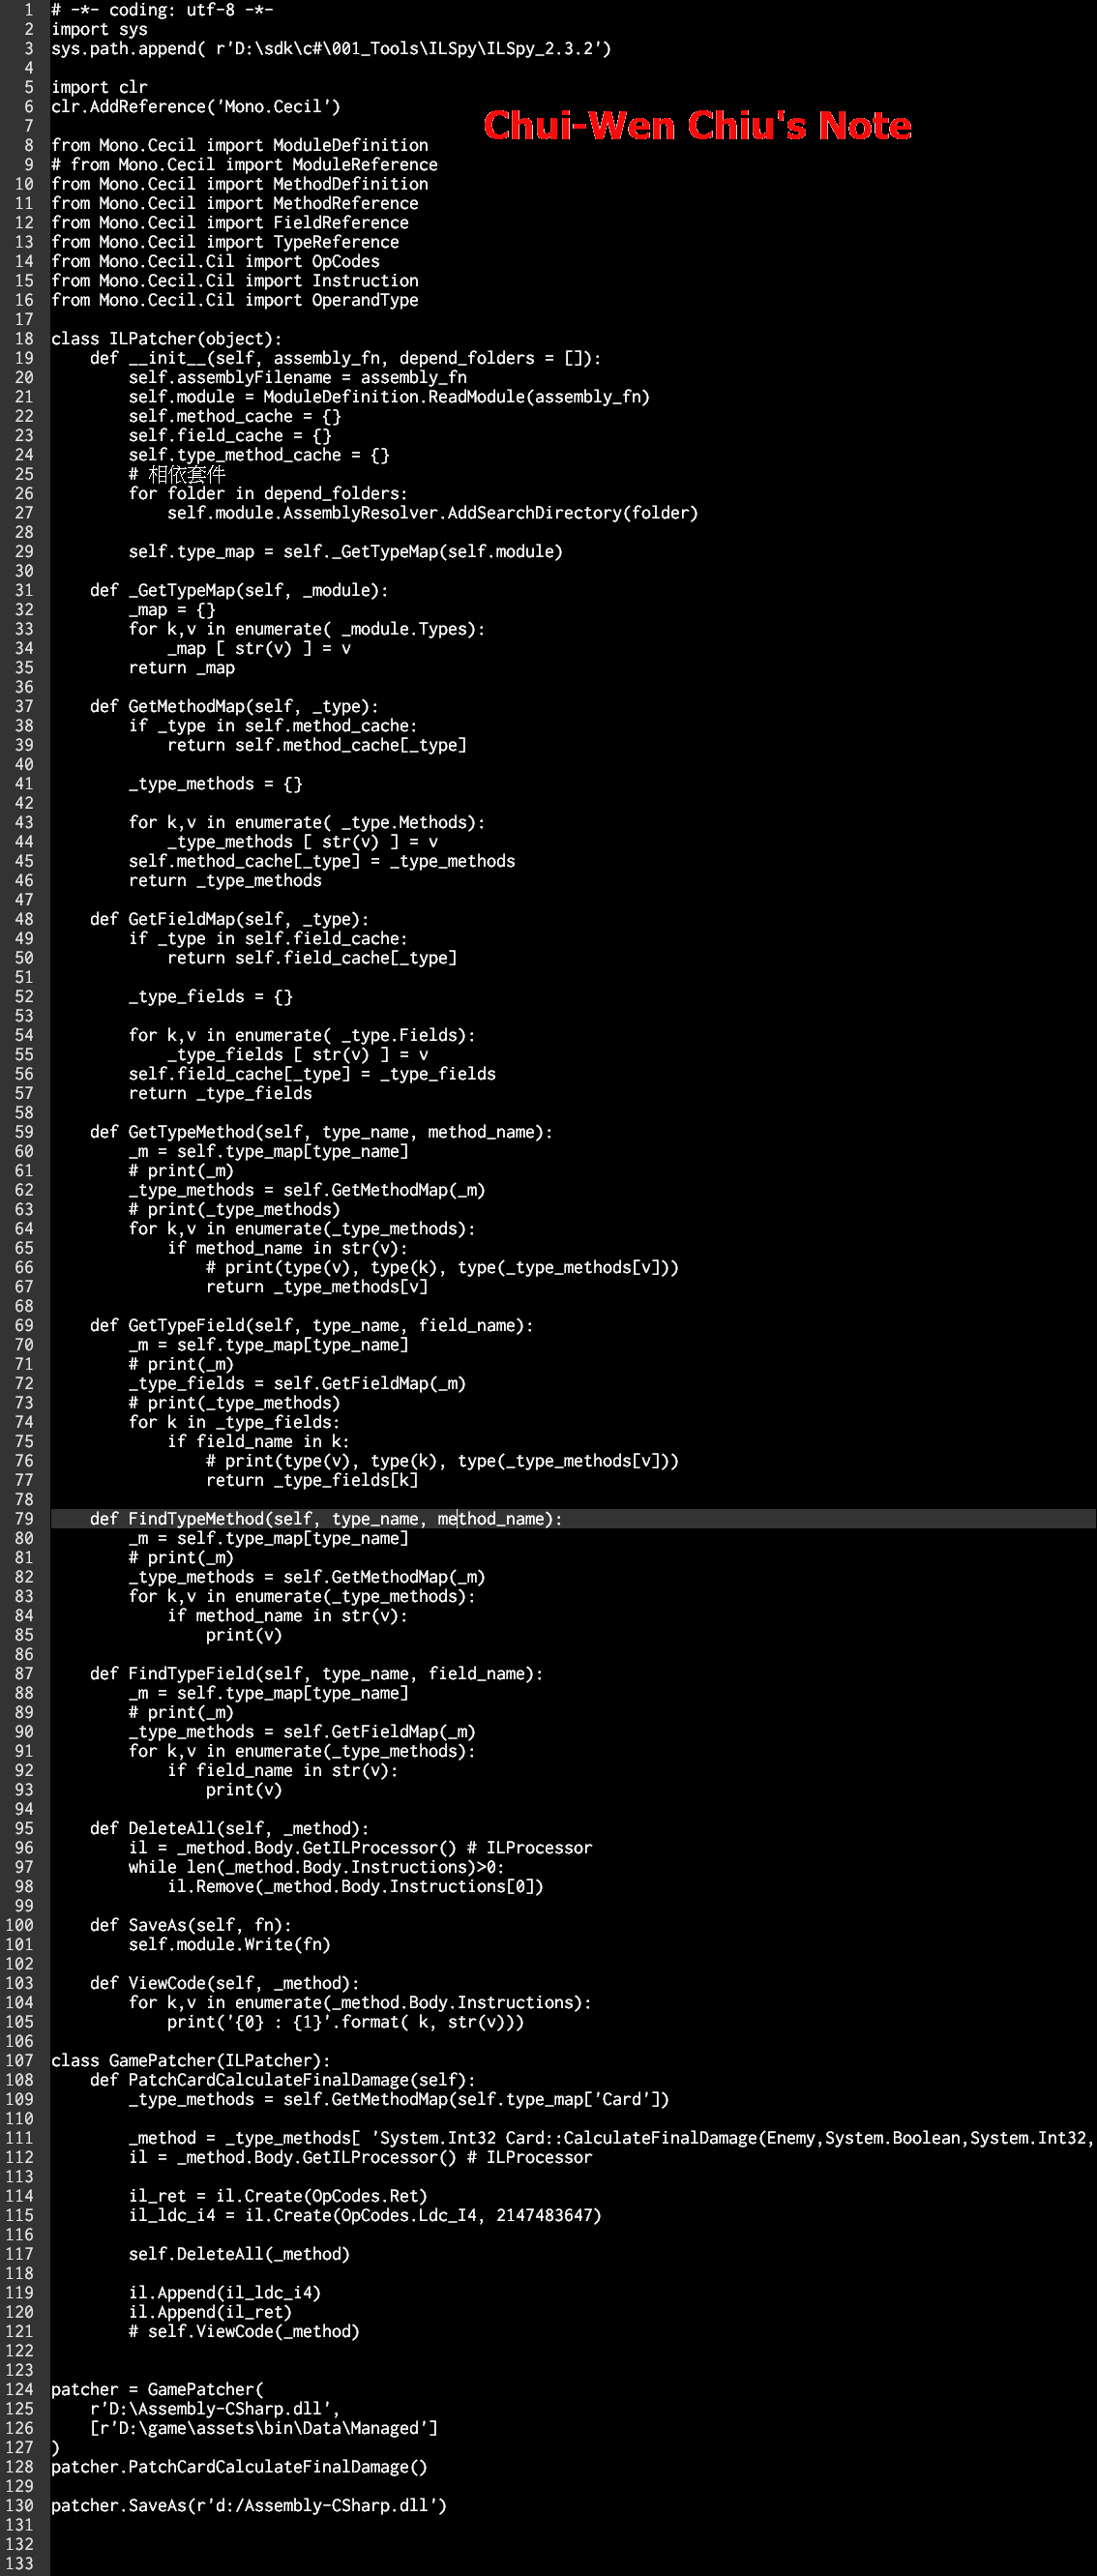 1 # -*- coding: utf-8 -*-
2 import sys
3 sys.path.append( r'D:\sdk\c#\001_Tools\ILSpy\ILSpy_2.3.2')
4
5 import clr
6 clr.AddReference('Mono.Cecil')
Chui-Wen Chiu's Note
7
8 from Mono.Cecil import ModuleDefinition
9 # from Mono.Cecil import ModuleReference
10 from Mono.Cecil import MethodDefinition
11 from Mono.Cecil import MethodReference
12 from Mono.Cecil import FieldReference
13 from Mono.Cecil import TypeReference
14 from Mono.Cecil.Cil import OpCodes
15 from Mono.Cecil.Cil import Instruction
16 from Mono.Cecil.Cil import OperandType
17
18 class ILPatcher(object):
19     def __init__(self, assembly_fn, depend_folders = []):
20         self.assemblyFilename = assembly_fn
21         self.module = ModuleDefinition.ReadModule(assembly_fn)
22         self.method_cache = {}
23         self.field_cache = {}
24         self.type_method_cache = {}
25         # 相依套件
26         for folder in depend_folders:
27             self.module.AssemblyResolver.AddSearchDirectory(folder)
28
29         self.type_map = self._GetTypeMap(self.module)
30
31     def _GetTypeMap(self, _module):
32         _map = {}
33         for k,v in enumerate( _module.Types):
34             _map [ str(v) ] = v
35         return _map
36
37     def GetMethodMap(self, _type):
38         if _type in self.method_cache:
39             return self.method_cache[_type]
40
41         _type_methods = {}
42
43         for k,v in enumerate( _type.Methods):
44             _type_methods [ str(v) ] = v
45         self.method_cache[_type] = _type_methods
46         return _type_methods
47
48     def GetFieldMap(self, _type):
49         if _type in self.field_cache:
50             return self.field_cache[_type]
51
52         _type_fields = {}
53
54         for k,v in enumerate( _type.Fields):
55             _type_fields [ str(v) ] = v
56         self.field_cache[_type] = _type_fields
57         return _type_fields
58
59     def GetTypeMethod(self, type_name, method_name):
60         _m = self.type_map[type_name]
61         # print(_m)
62         _type_methods = self.GetMethodMap(_m)
63         # print(_type_methods)
64         for k,v in enumerate(_type_methods):
65             if method_name in str(v):
66                 # print(type(v), type(k), type(_type_methods[v]))
67                 return _type_methods[v]
68
69     def GetTypeField(self, type_name, field_name):
70         _m = self.type_map[type_name]
71         # print(_m)
72         _type_fields = self.GetFieldMap(_m)
73         # print(_type_methods)
74         for k in _type_fields:
75             if field_name in k:
76                 # print(type(v), type(k), type(_type_methods[v]))
77                 return _type_fields[k]
78
79     def FindTypeMethod(self, type_name, method_name):
80         _m = self.type_map[type_name]
81         # print(_m)
82         _type_methods = self.GetMethodMap(_m)
83         for k,v in enumerate(_type_methods):
84             if method_name in str(v):
85                 print(v)
86
87     def FindTypeField(self, type_name, field_name):
88         _m = self.type_map[type_name]
89         # print(_m)
90         _type_methods = self.GetFieldMap(_m)
91         for k,v in enumerate(_type_methods):
92             if field_name in str(v):
93                 print(v)
94
95     def DeleteAll(self, _method):
96         il = _method.Body.GetILProcessor() # ILProcessor
97         while len(_method.Body.Instructions)>0:
98             il.Remove(_method.Body.Instructions[0])
99
100     def SaveAs(self, fn):
101         self.module.Write(fn)
102
103     def ViewCode(self, _method):
104         for k,v in enumerate(_method.Body.Instructions):
105             print('{0} : {1}'.format( k, str(v)))
106
107 class GamePatcher(ILPatcher):
108     def PatchCardCalculateFinalDamage(self):
109         _type_methods = self.GetMethodMap(self.type_map['Card'])
110
111         _method = _type_methods[ 'System.Int32 Card::CalculateFinalDamage(Enemy,System.Boolean,System.Int32,
112         il = _method.Body.GetILProcessor() # ILProcessor
113
114         il_ret = il.Create(OpCodes.Ret)
115         il_ldc_i4 = il.Create(OpCodes.Ldc_I4, 2147483647)
116
117         self.DeleteAll(_method)
118
119         il.Append(il_ldc_i4)
120         il.Append(il_ret)
121         # self.ViewCode(_method)
122
123
124 patcher = GamePatcher(
125     r'D:\Assembly-CSharp.dll',
126     [r'D:\game\assets\bin\Data\Managed']
127 )
128 patcher.PatchCardCalculateFinalDamage()
129
130 patcher.SaveAs(r'd:/Assembly-CSharp.dll')
131
132
133